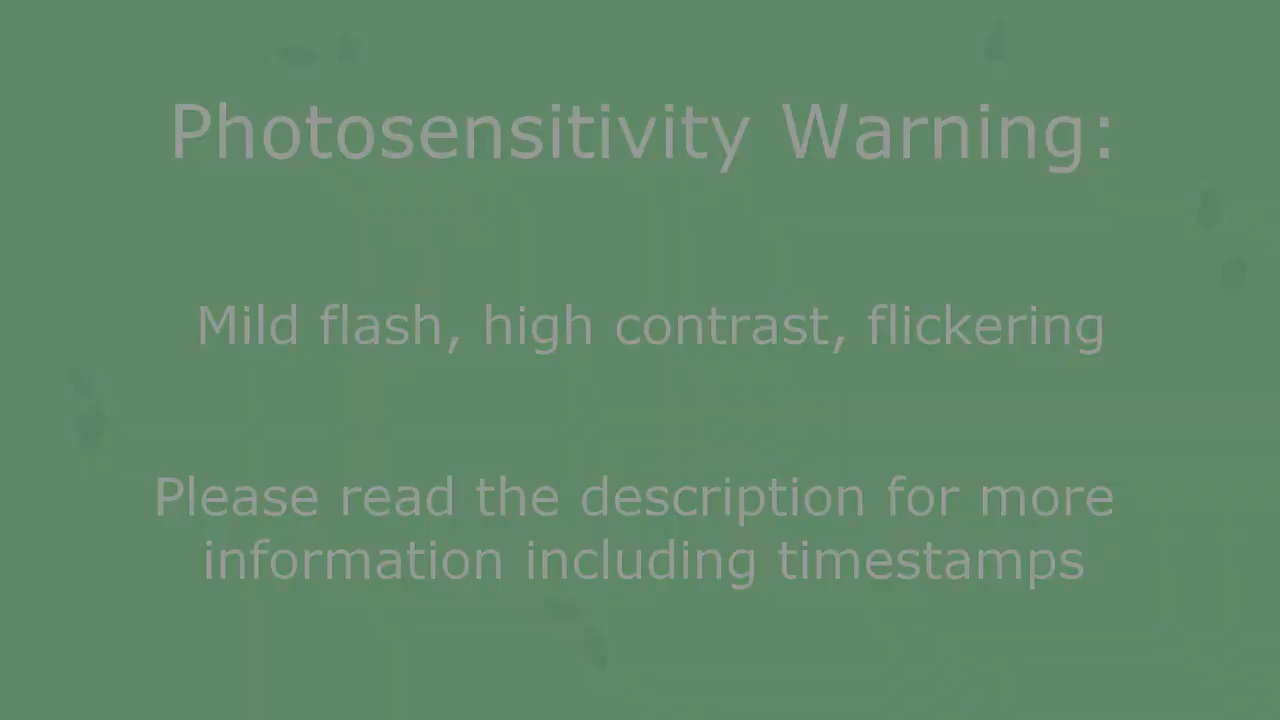 Photosensitivity Warning:
Mild flash, high contrast, flickering
Please read the description for more
information including timestamps